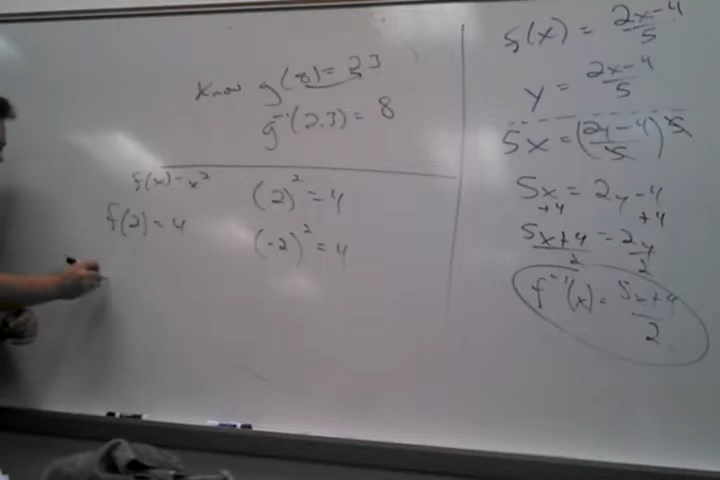 Know g(8) = 23
g⁻¹(2.3) = 8
f(x) = x²
(2)² = 4
f(2) = 4
(-2)² = 4
f(x) = 2x-4/5
y = 2x-4/5
5x = (2y-4/5)5
5x = 2y-4
+4 +4
5x+4/2 = 2y/2
f⁻¹(x) = 5x+4/2